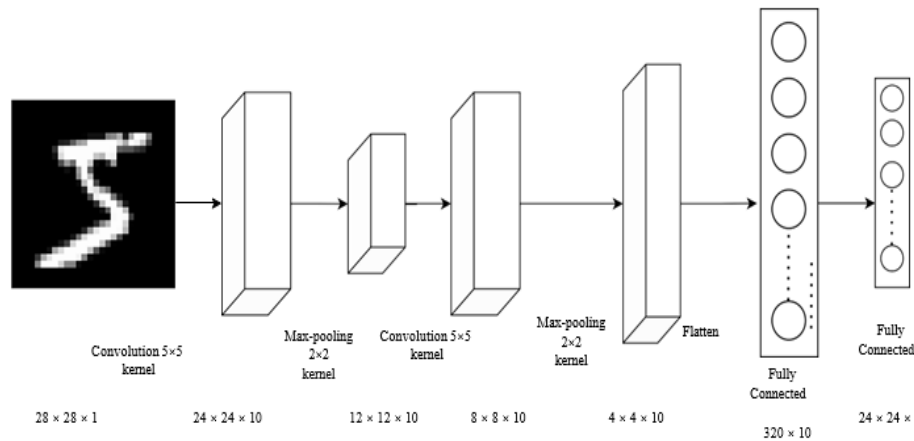 Convolution 5×5
kernel
Max-pooling
2×2
kernel
Convolution 5×5
kernel
Max-pooling
2×2
kernel
Flatten
Fully
Connected
Fully
Connected
28 × 28 × 1
24 × 24 × 10
12 × 12 × 10
8 × 8 × 10
4 × 4 × 10
320 × 10
24 × 24 ×